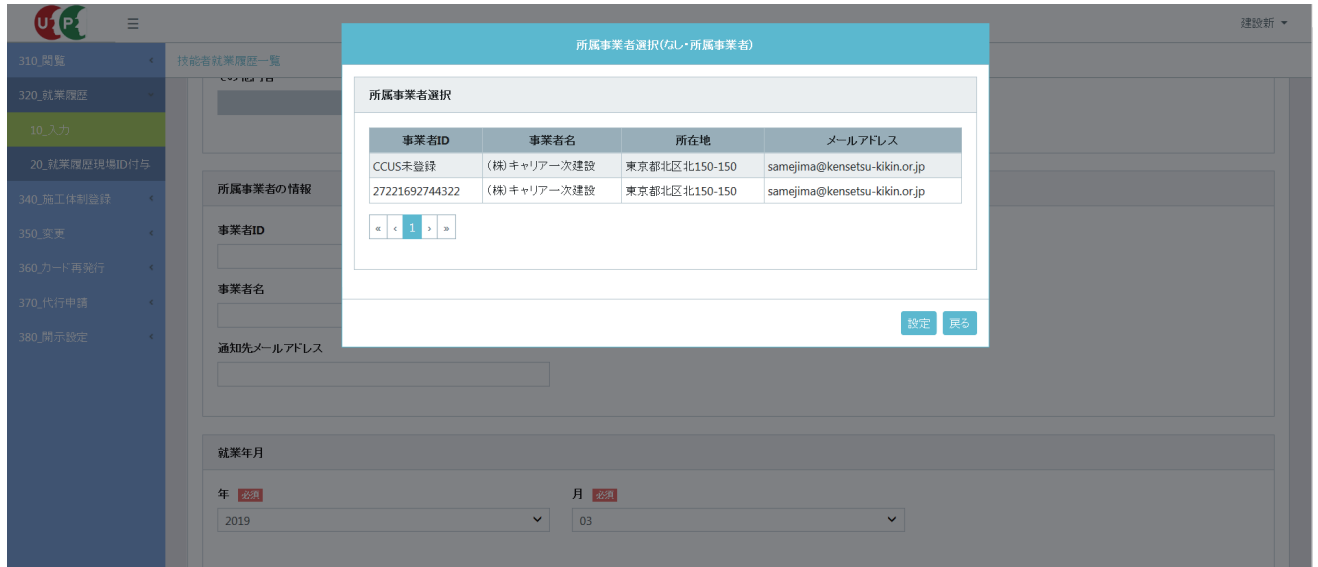 建設新
310_閲覧
技能者就業履歴一覧
320_就業履歴
10_入力
20_就業履歴現場ID付与
340_施工体制登録
350_変更
360_カード再発行
370_代行申請
380_開示設定
所属事業者選択(なし・所属事業者)
所属事業者選択
事業者ID 事業者名 所在地 メールアドレス
CCUS未登録 (株)キャリア一次建設 東京都北区北150-150 samejima@kensetsu-kikin.or.jp
27221692744322 (株)キャリア一次建設 東京都北区北150-150 samejima@kensetsu-kikin.or.jp
« ‹ 1 › »
設定 戻る
所属事業者の情報
事業者ID
事業者名
通知先メールアドレス
就業年月
年 必須 月 必須
2019 03